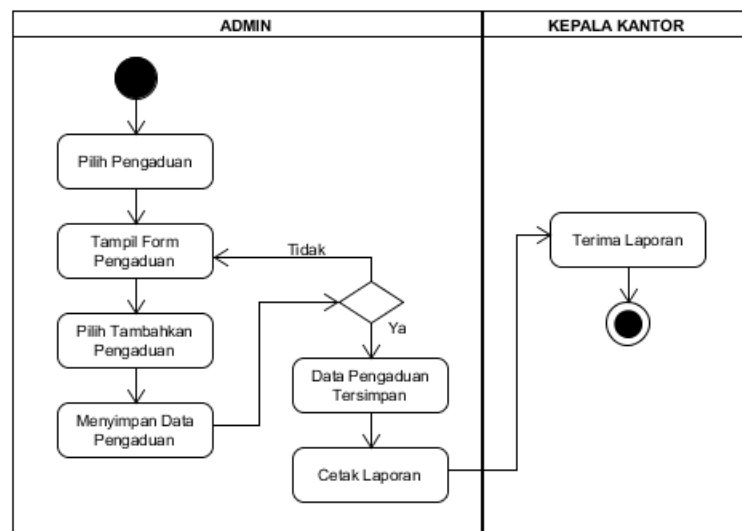 ADMIN
KEPALA KANTOR
Pilih Pengaduan
Tampil Form
Pengaduan
Tidak
Terima Laporan
Pilih Tambahkan
Pengaduan
Ya
Data Pengaduan
Tersimpan
Menyimpan Data
Pengaduan
Cetak Laporan